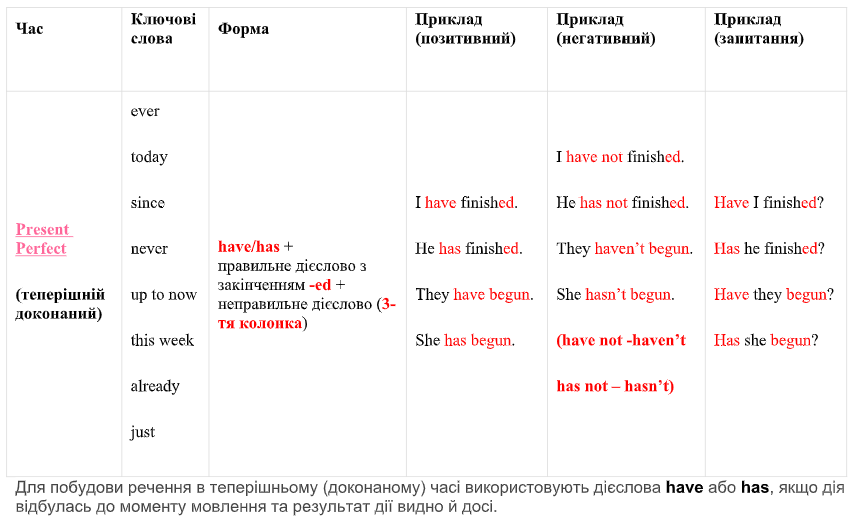 Час
Ключові
слова
Форма
Приклад
(позитивний)
Приклад
(негативний)
Приклад
(запитання)
Present
Perfect
(теперішній
доконаний)
ever
today
since
never
up to now
this week
already
just
have/has +
правильне дієслово з
закінченням -ed +
неправильне дієслово (3-
тя колонка)
I have finished.
He has finished.
They have begun.
She has begun.
I have not finished.
He has not finished.
They haven’t begun.
She hasn’t begun.
(have not -haven’t
has not – hasn’t)
Have I finished?
Has he finished?
Have they begun?
Has she begun?
Для побудови речення в теперішньому (доконаному) часі використовують дієслова have або has, якщо дія
відбулась до моменту мовлення та результат дії видно й досі.